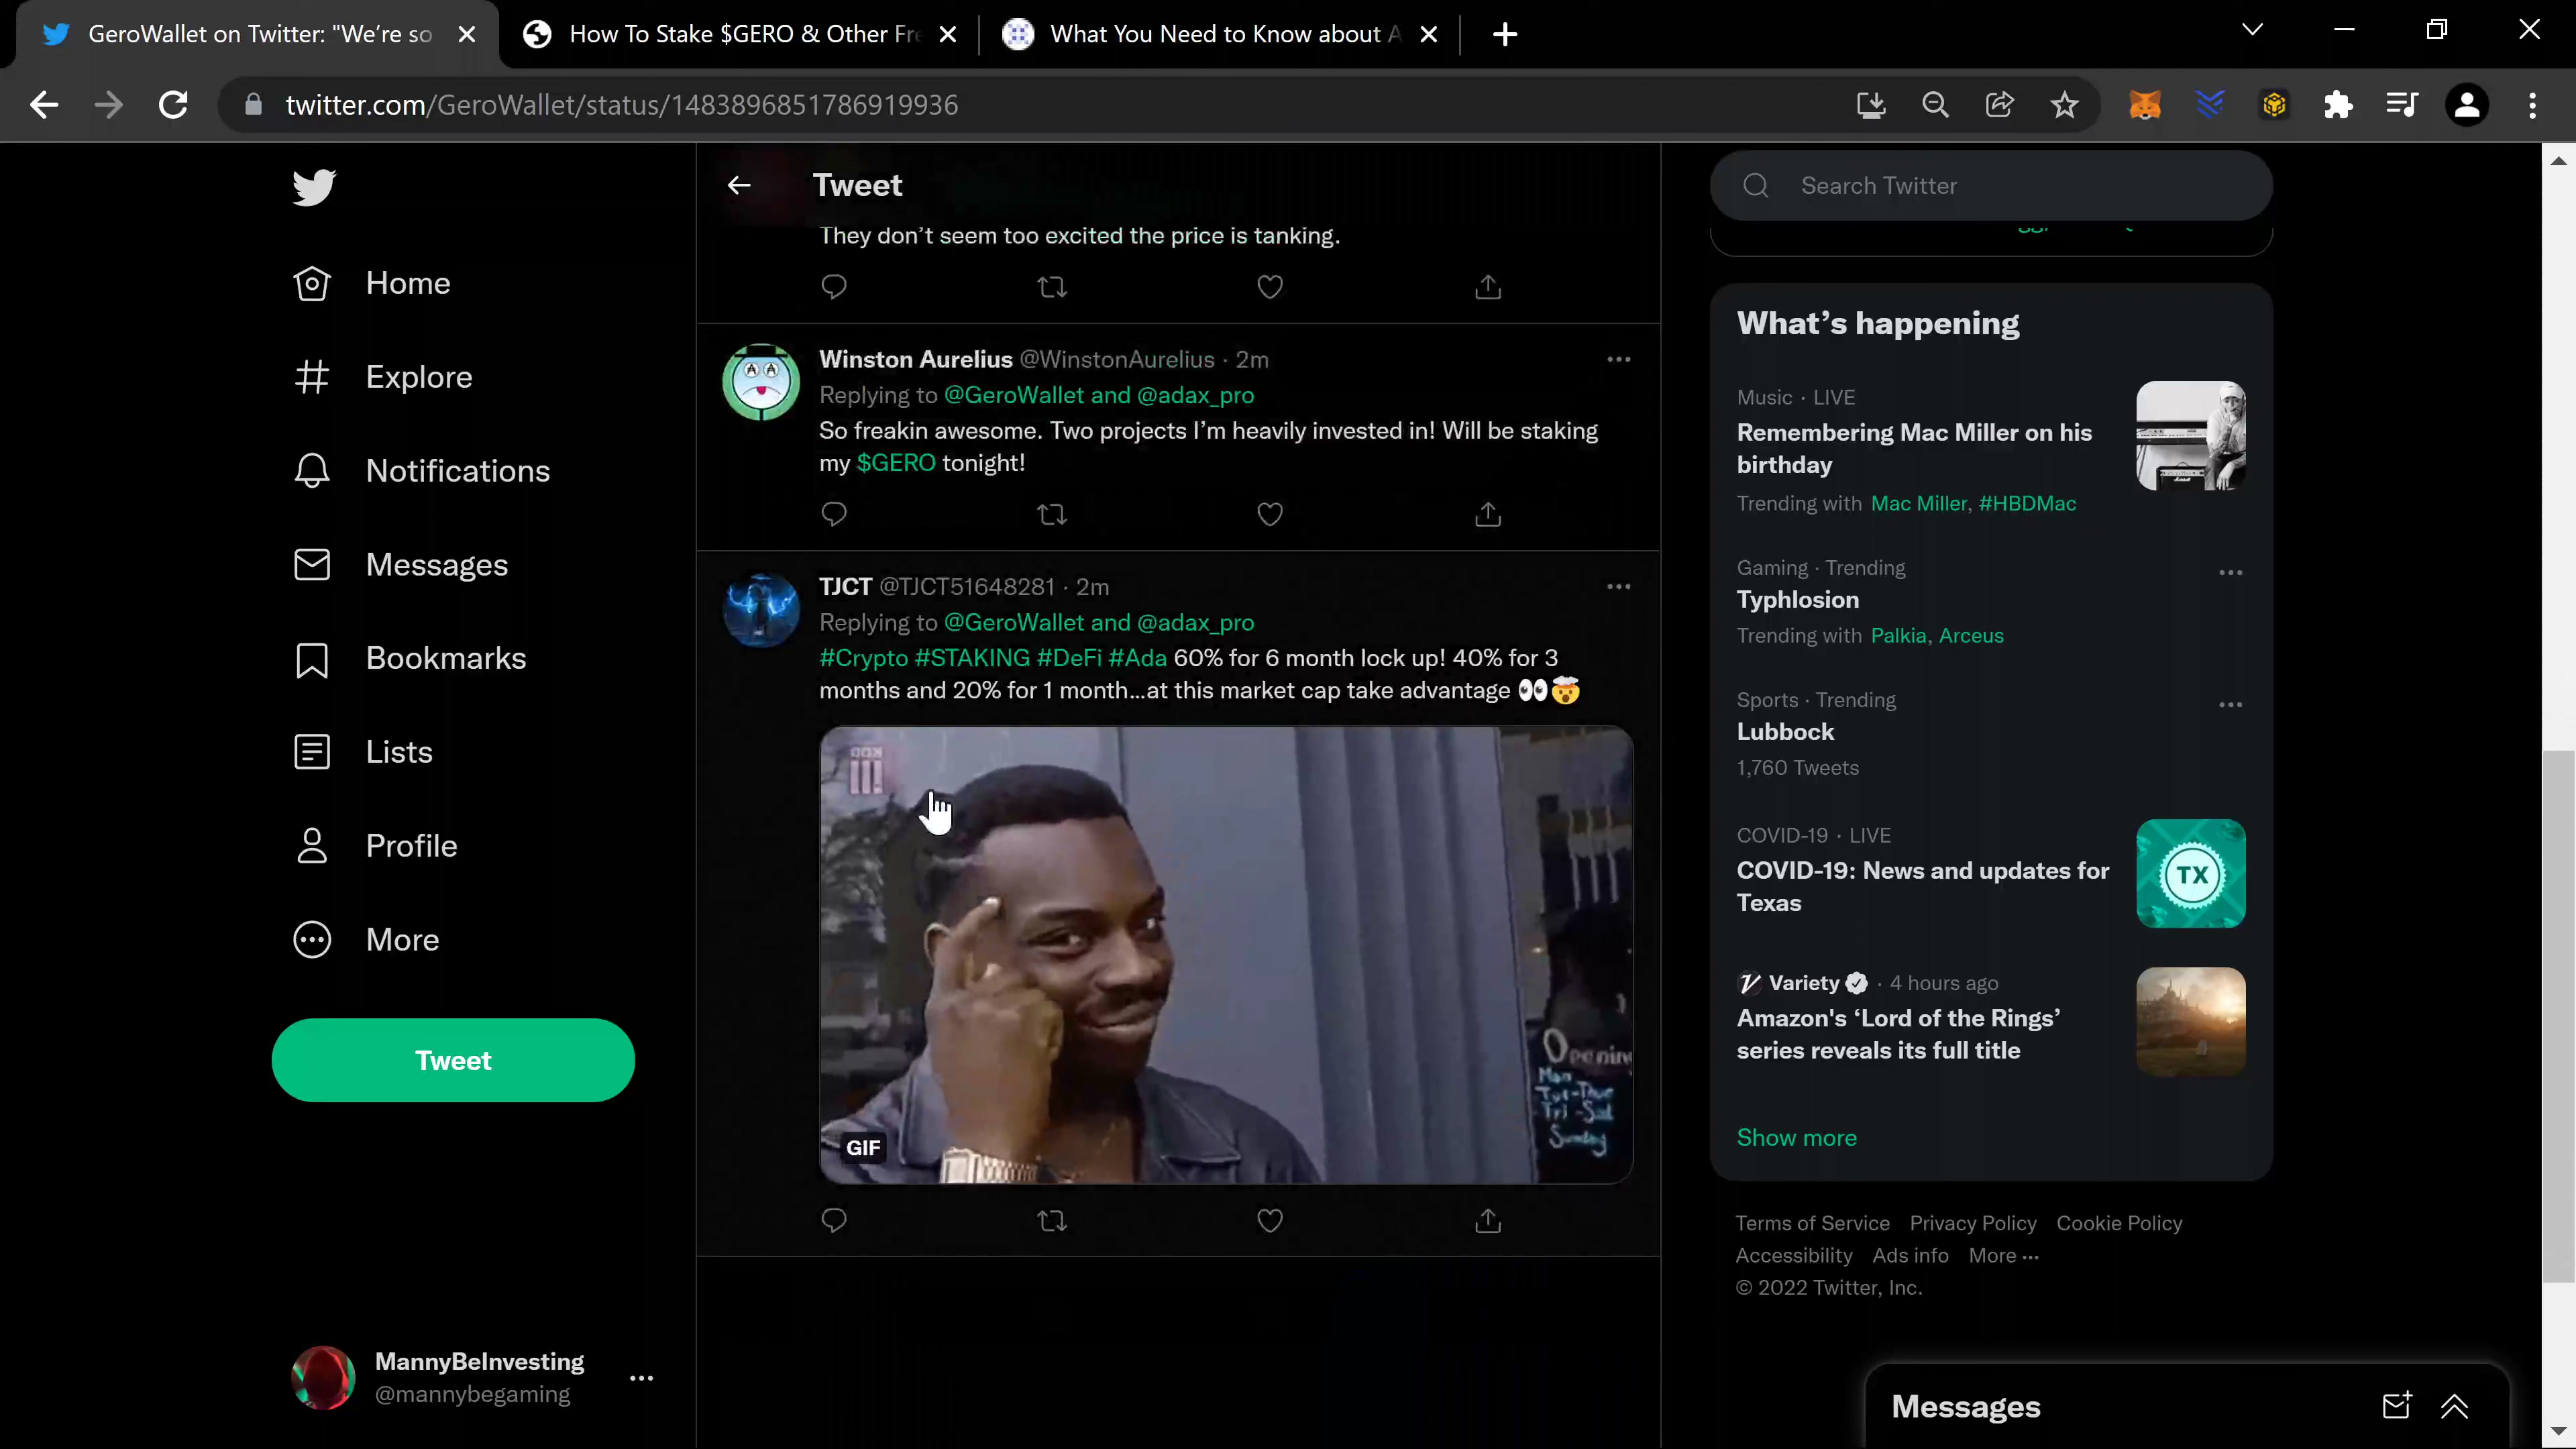 GeroWallet on Twitter: "We're so
How To Stake $GERO & Other Fre
What You Need to Know about A
twitter.com/GeroWallet/status/1483896851786919936
Home
Explore
Notifications
Messages
Bookmarks
Lists
Profile
More
Tweet
MannyBeInvesting
@mannybegaming
Tweet
They don't seem too excited the price is tanking.
Winston Aurelius @WinstonAurelius · 2m
Replying to @GeroWallet and @adax_pro
So freakin awesome. Two projects I'm heavily invested in! Will be staking
my $GERO tonight!
TJCT @TJCT51648281 · 2m
Replying to @GeroWallet and @adax_pro
#Crypto #STAKING #DeFi #Ada 60% for 6 month lock up! 40% for 3
months and 20% for 1 month...at this market cap take advantage 👀🤯
Opening
Mon
Tue-Thur
Fri-Sat
Sunday
GIF
Search Twitter
What's happening
Music · LIVE
Remembering Mac Miller on his
birthday
Trending with Mac Miller, #HBDMac
Gaming · Trending
Typhlosion
Trending with Palkia, Arceus
Sports · Trending
Lubbock
1,760 Tweets
COVID-19 · LIVE
COVID-19: News and updates for
Texas
TX
Variety · 4 hours ago
Amazon's 'Lord of the Rings'
series reveals its full title
Show more
Terms of Service Privacy Policy Cookie Policy
Accessibility Ads info More ···
© 2022 Twitter, Inc.
Messages